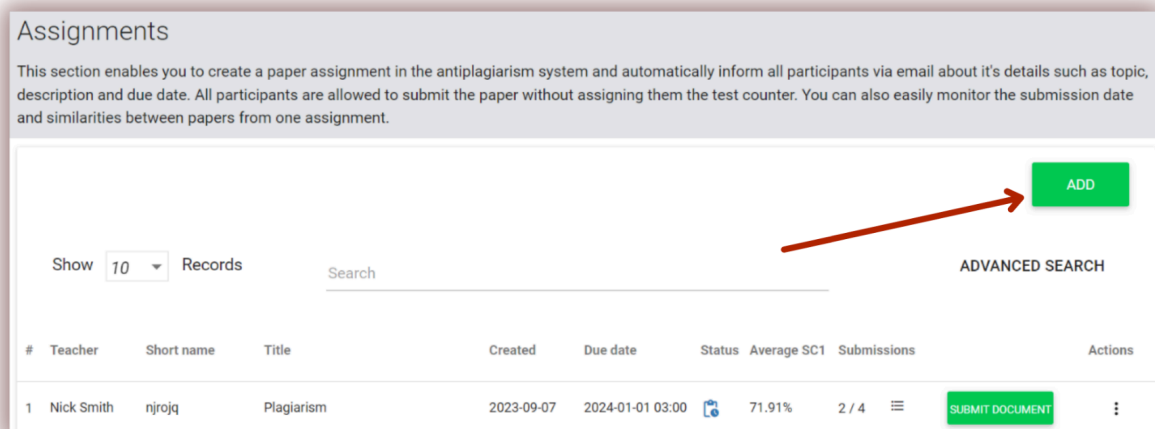 Assignments
This section enables you to create a paper assignment in the antiplagiarism system and automatically inform all participants via email about it's details such as topic,
description and due date. All participants are allowed to submit the paper without assigning them the test counter. You can also easily monitor the submission date
and similarities between papers from one assignment.
ADD
Show 10 Records Search ADVANCED SEARCH
# Teacher Short name Title Created Due date Status Average SC1 Submissions Actions
1 Nick Smith njrojq Plagiarism 2023-09-07 2024-01-01 03:00 71.91% 2 / 4 SUBMIT DOCUMENT